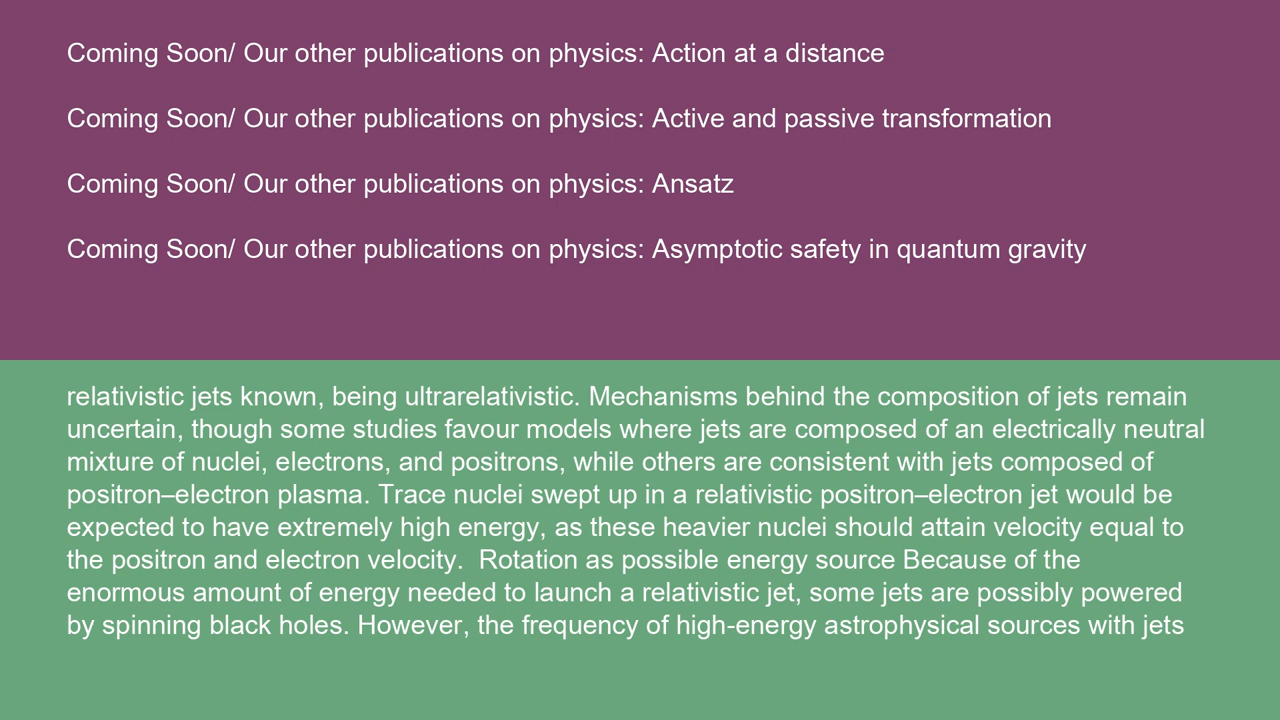 Coming Soon/ Our other publications on physics: Action at a distance
Coming Soon/ Our other publications on physics: Active and passive transformation
Coming Soon/ Our other publications on physics: Ansatz
Coming Soon/ Our other publications on physics: Asymptotic safety in quantum gravity
relativistic jets known, being ultrarelativistic. Mechanisms behind the composition of jets remain
uncertain, though some studies favour models where jets are composed of an electrically neutral
mixture of nuclei, electrons, and positrons, while others are consistent with jets composed of
positron–electron plasma. Trace nuclei swept up in a relativistic positron–electron jet would be
expected to have extremely high energy, as these heavier nuclei should attain velocity equal to
the positron and electron velocity.  Rotation as possible energy source Because of the
enormous amount of energy needed to launch a relativistic jet, some jets are possibly powered
by spinning black holes. However, the frequency of high-energy astrophysical sources with jets